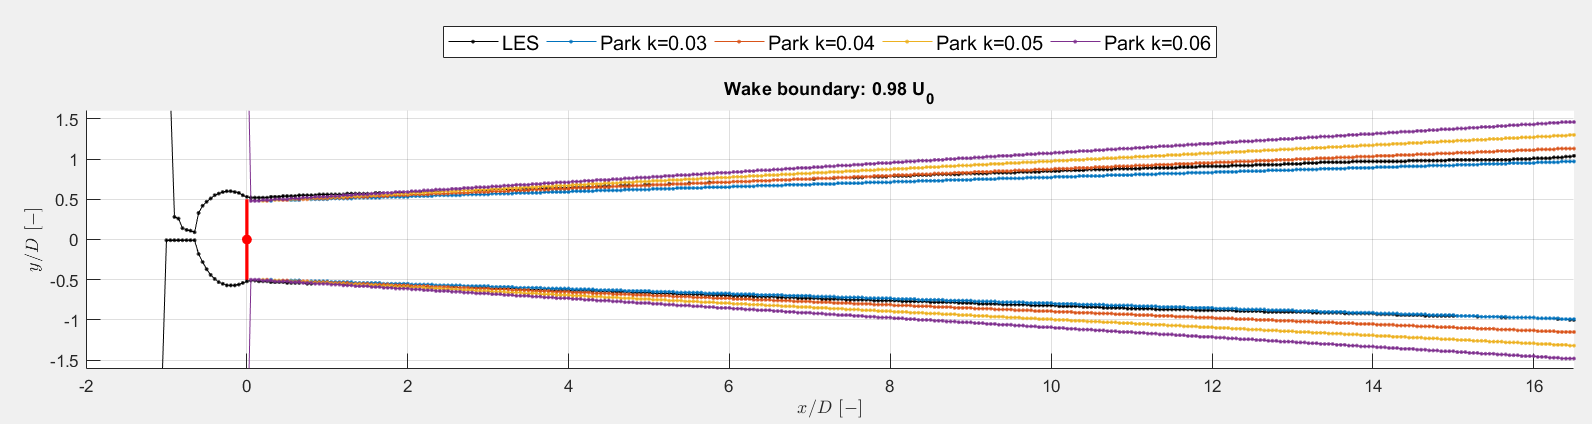 LES Park k=0.03 Park k=0.04 Park k=0.05 Park k=0.06
Wake boundary: 0.98 U0
1.5
1
0.5
0
-0.5
-1
-1.5
y/D [−]
-2 0 2 4 6 8 10 12 14 16
x/D [−]